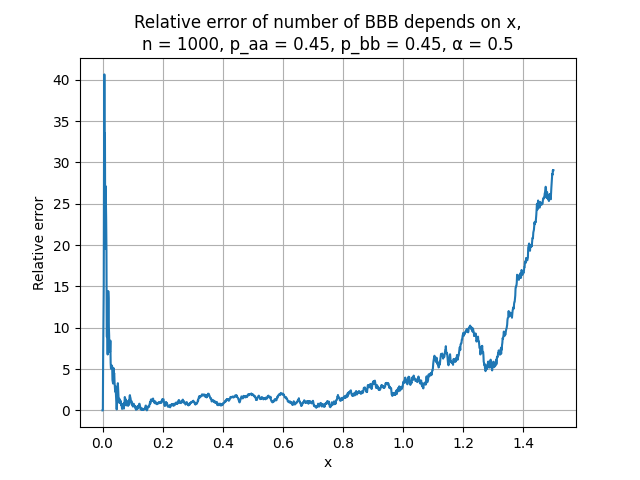 Relative error of number of BBB depends on x,
n = 1000, p_aa = 0.45, p_bb = 0.45, α = 0.5
40
35
30
25
20
15
10
5
0
Relative error
0.0 0.2 0.4 0.6 0.8 1.0 1.2 1.4
x